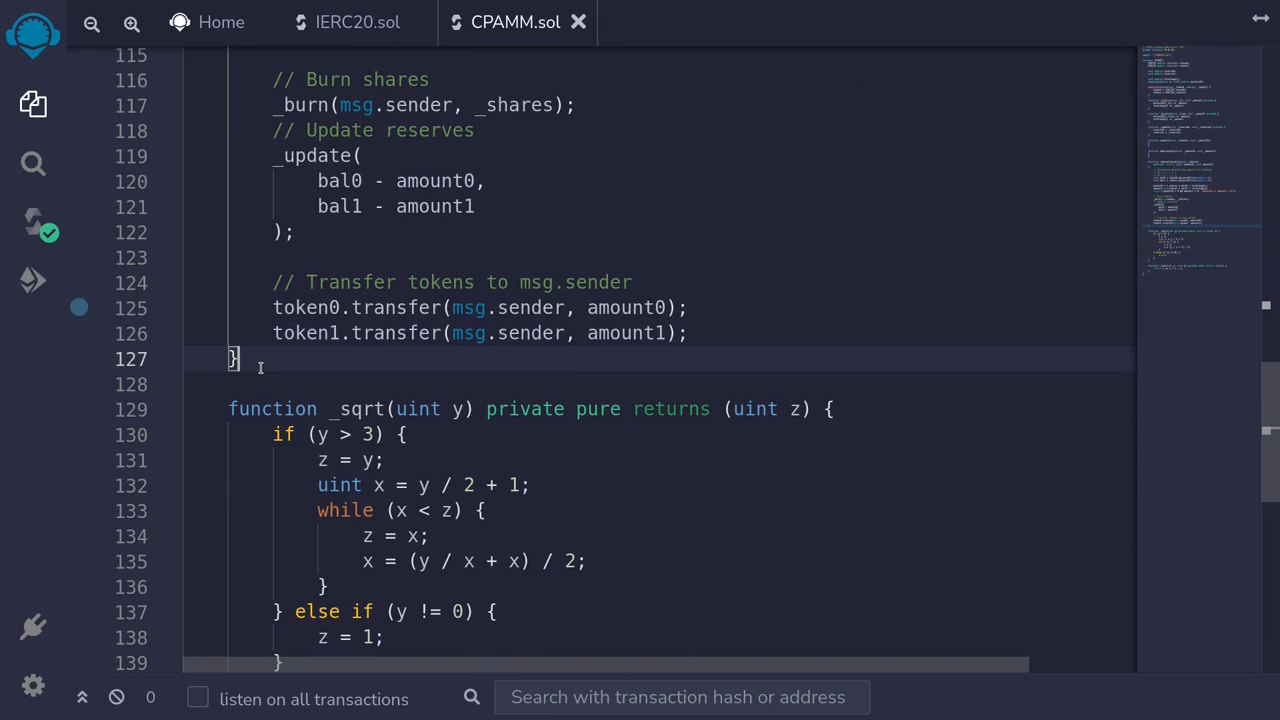 Home
IERC20.sol
CPAMM.sol
115
116 // Burn shares
117 _burn(msg.sender, _shares);
118 // Update reserves
119 _update(
120 bal0 - amount0,
121 bal1 - amount1
122 );
123
124 // Transfer tokens to msg.sender
125 token0.transfer(msg.sender, amount0);
126 token1.transfer(msg.sender, amount1);
127 }
128
129 function _sqrt(uint y) private pure returns (uint z) {
130 if (y > 3) {
131 z = y;
132 uint x = y / 2 + 1;
133 while (x < z) {
134 z = x;
135 x = (y / x + x) / 2;
136 }
137 } else if (y != 0) {
138 z = 1;
139 }
0
listen on all transactions
Search with transaction hash or address